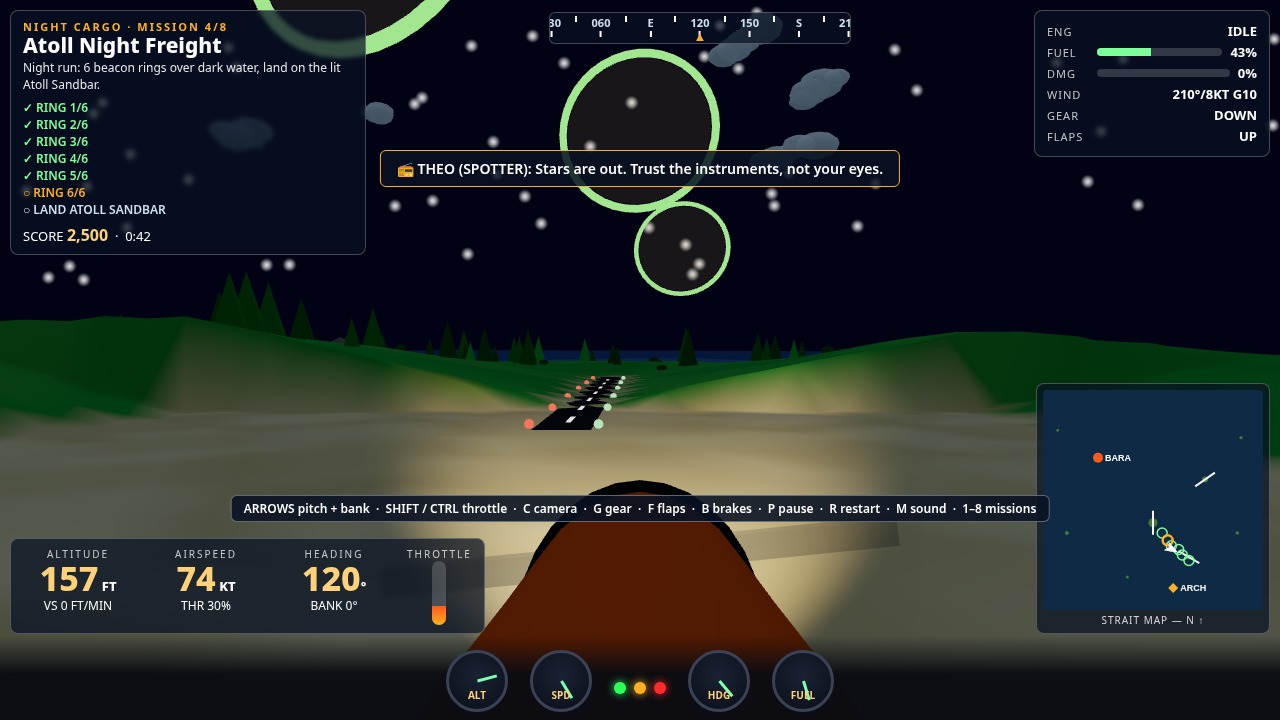 NIGHT CARGO · MISSION 4/8
Atoll Night Freight
Night run: 6 beacon rings over dark water, land on the lit
Atoll Sandbar.
✓ RING 1/6
✓ RING 2/6
✓ RING 3/6
✓ RING 4/6
✓ RING 5/6
○ RING 6/6
○ LAND ATOLL SANDBAR
SCORE 2,500 · 0:42
30 060 E 120 150 S 21
ENG IDLE
FUEL 43%
DMG 0%
WIND 210°/8KT G10
GEAR DOWN
FLAPS UP
📻 THEO (SPOTTER): Stars are out. Trust the instruments, not your eyes.
BARA
ARCH
STRAIT MAP — N ↑
ARROWS pitch + bank · SHIFT / CTRL throttle · C camera · G gear · F flaps · P pause · R restart · M sound · 1–8 missions
ALTITUDE AIRSPEED HEADING THROTTLE
157 FT 74 KT 120°
VS 0 FT/MIN THR 30% BANK 0°
ALT SPD HDG FUEL